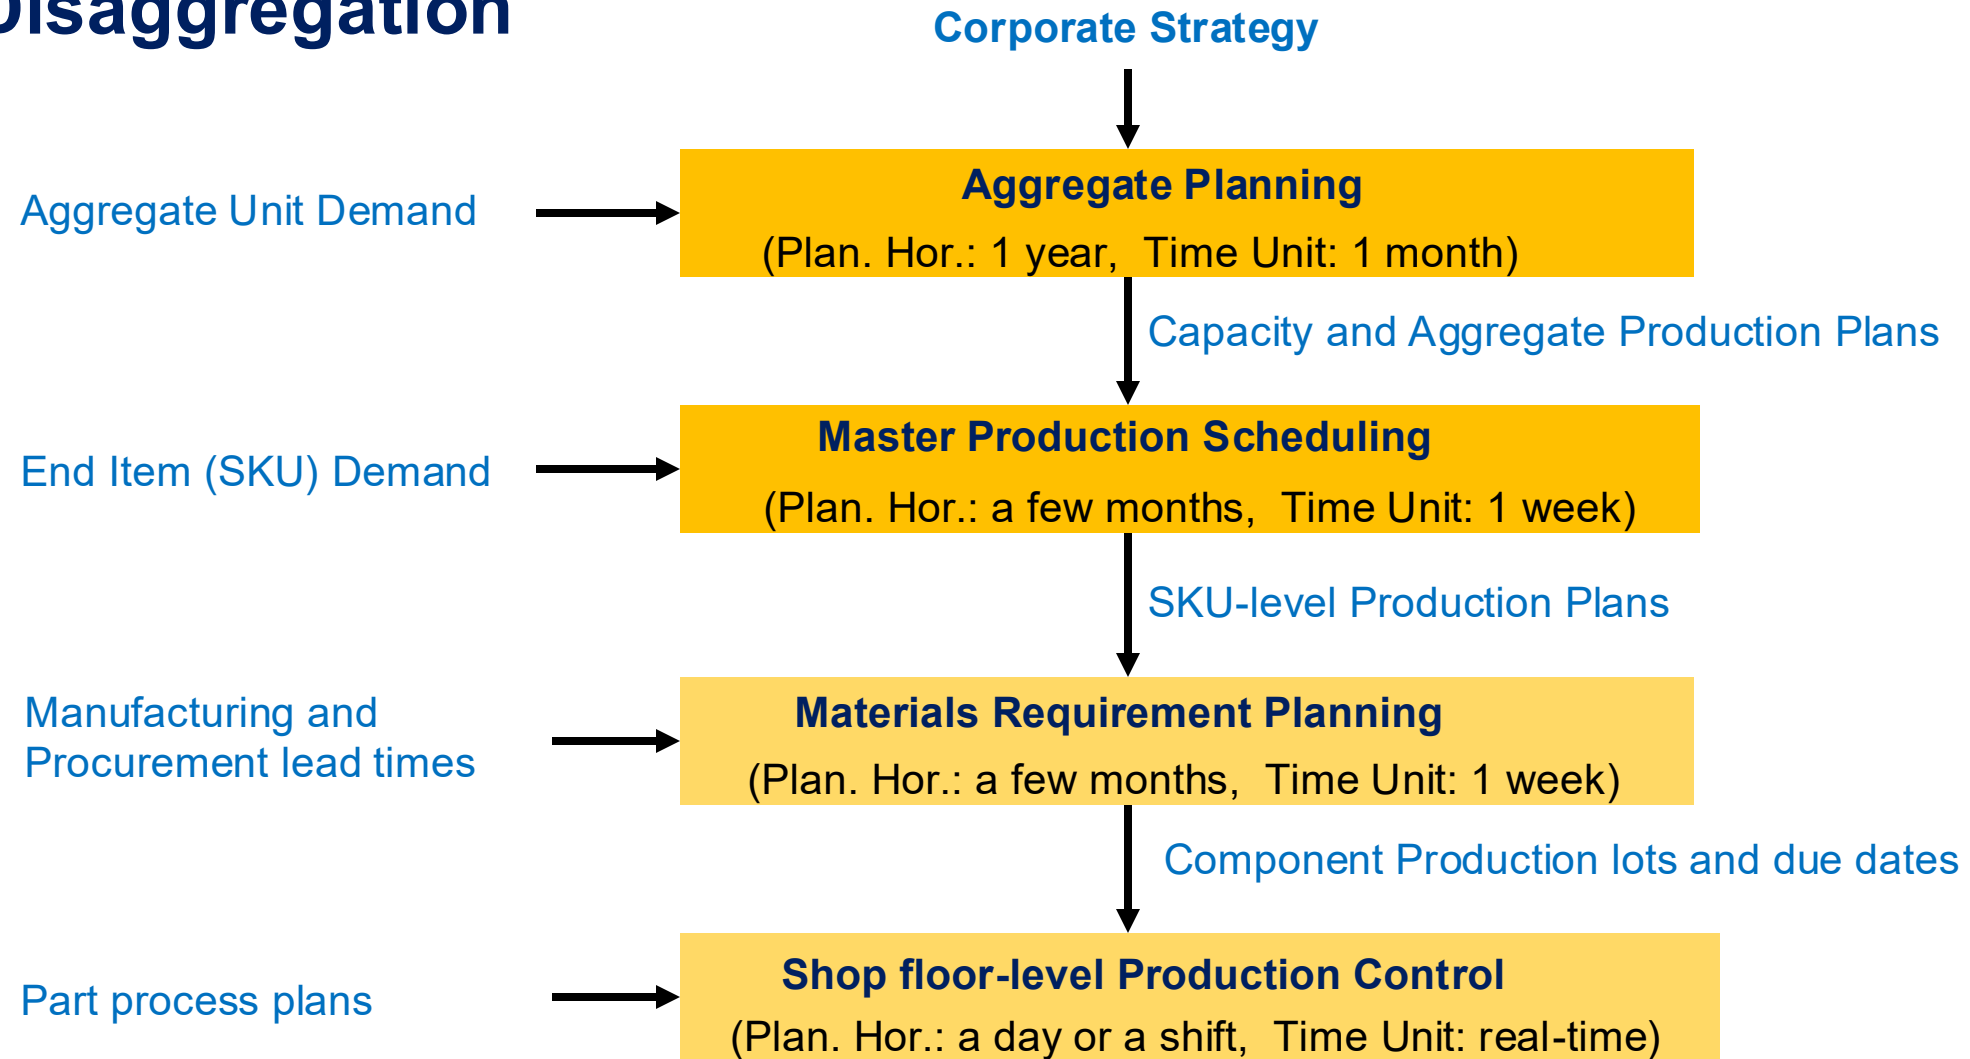 Disaggregation
Corporate Strategy
Aggregate Unit Demand
Aggregate Planning
(Plan. Hor.: 1 year, Time Unit: 1 month)
Capacity and Aggregate Production Plans
End Item (SKU) Demand
Master Production Scheduling
(Plan. Hor.: a few months, Time Unit: 1 week)
SKU-level Production Plans
Manufacturing and
Procurement lead times
Materials Requirement Planning
(Plan. Hor.: a few months, Time Unit: 1 week)
Component Production lots and due dates
Part process plans
Shop floor-level Production Control
(Plan. Hor.: a day or a shift, Time Unit: real-time)